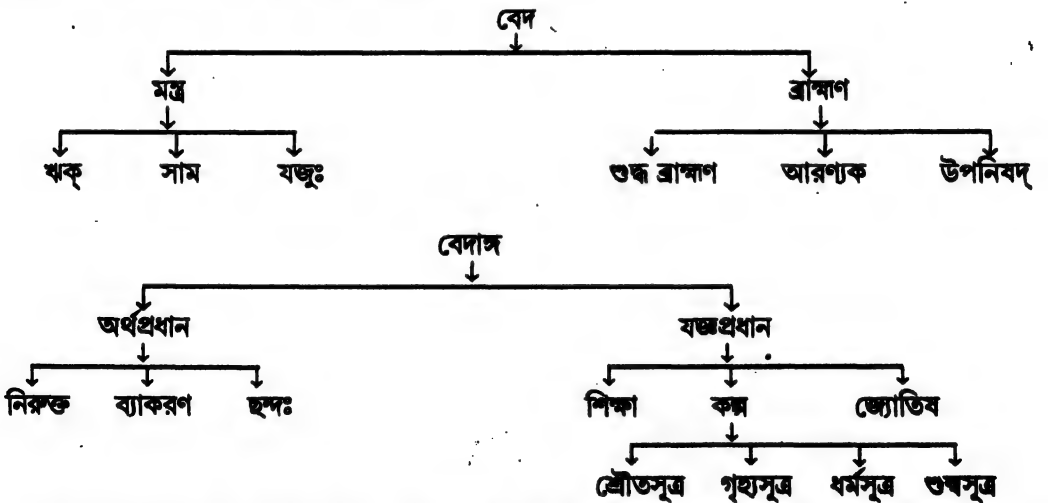 বেদ
মন্ত্র ব্রাহ্মণ
ঋক্ সাম যজুঃ শুদ্ধ ব্রাহ্মণ আরণ্যক উপনিষদ্
বেদাঙ্গ
অর্থপ্রধান যজ্ঞপ্রধান
নিরুক্ত ব্যাকরণ ছন্দঃ শিক্ষা কল্প জ্যোতিষ
শ্রৌতসূত্র গৃহ্যসূত্র ধর্মসূত্র শুল্বসূত্র